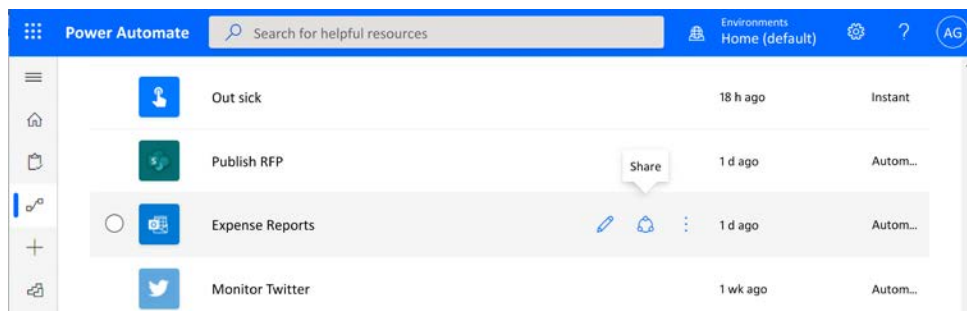 Power Automate
Search for helpful resources
Environments
Home (default)
?
AG
Out sick
18 h ago
Instant
Publish RFP
Share
1 d ago
Autom...
Expense Reports
1 d ago
Autom...
Monitor Twitter
1 wk ago
Autom...